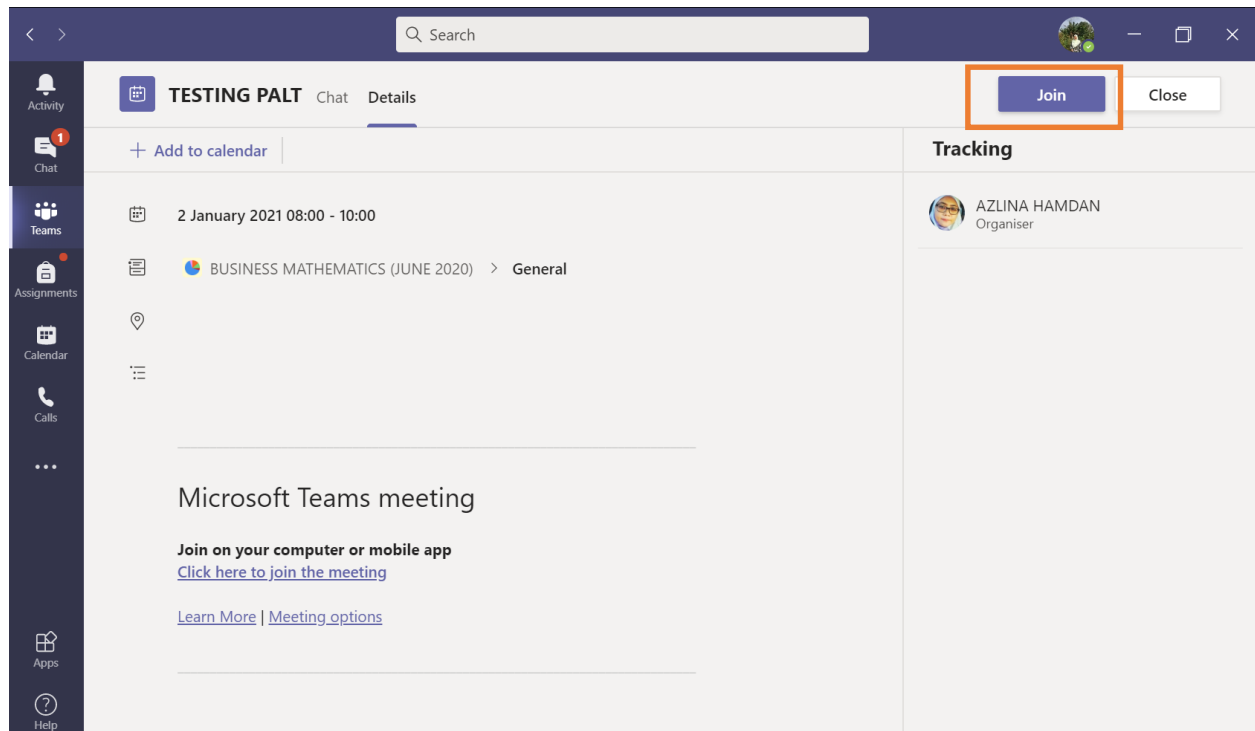 Search
Activity
1
Chat
Teams
Assignments
Calendar
Calls
Apps
Help
TESTING PALT Chat Details
Join Close
+ Add to calendar
2 January 2021 08:00 - 10:00
BUSINESS MATHEMATICS (JUNE 2020) > General
Microsoft Teams meeting
Join on your computer or mobile app
Click here to join the meeting
Learn More | Meeting options
Tracking
AZLINA HAMDAN
Organiser